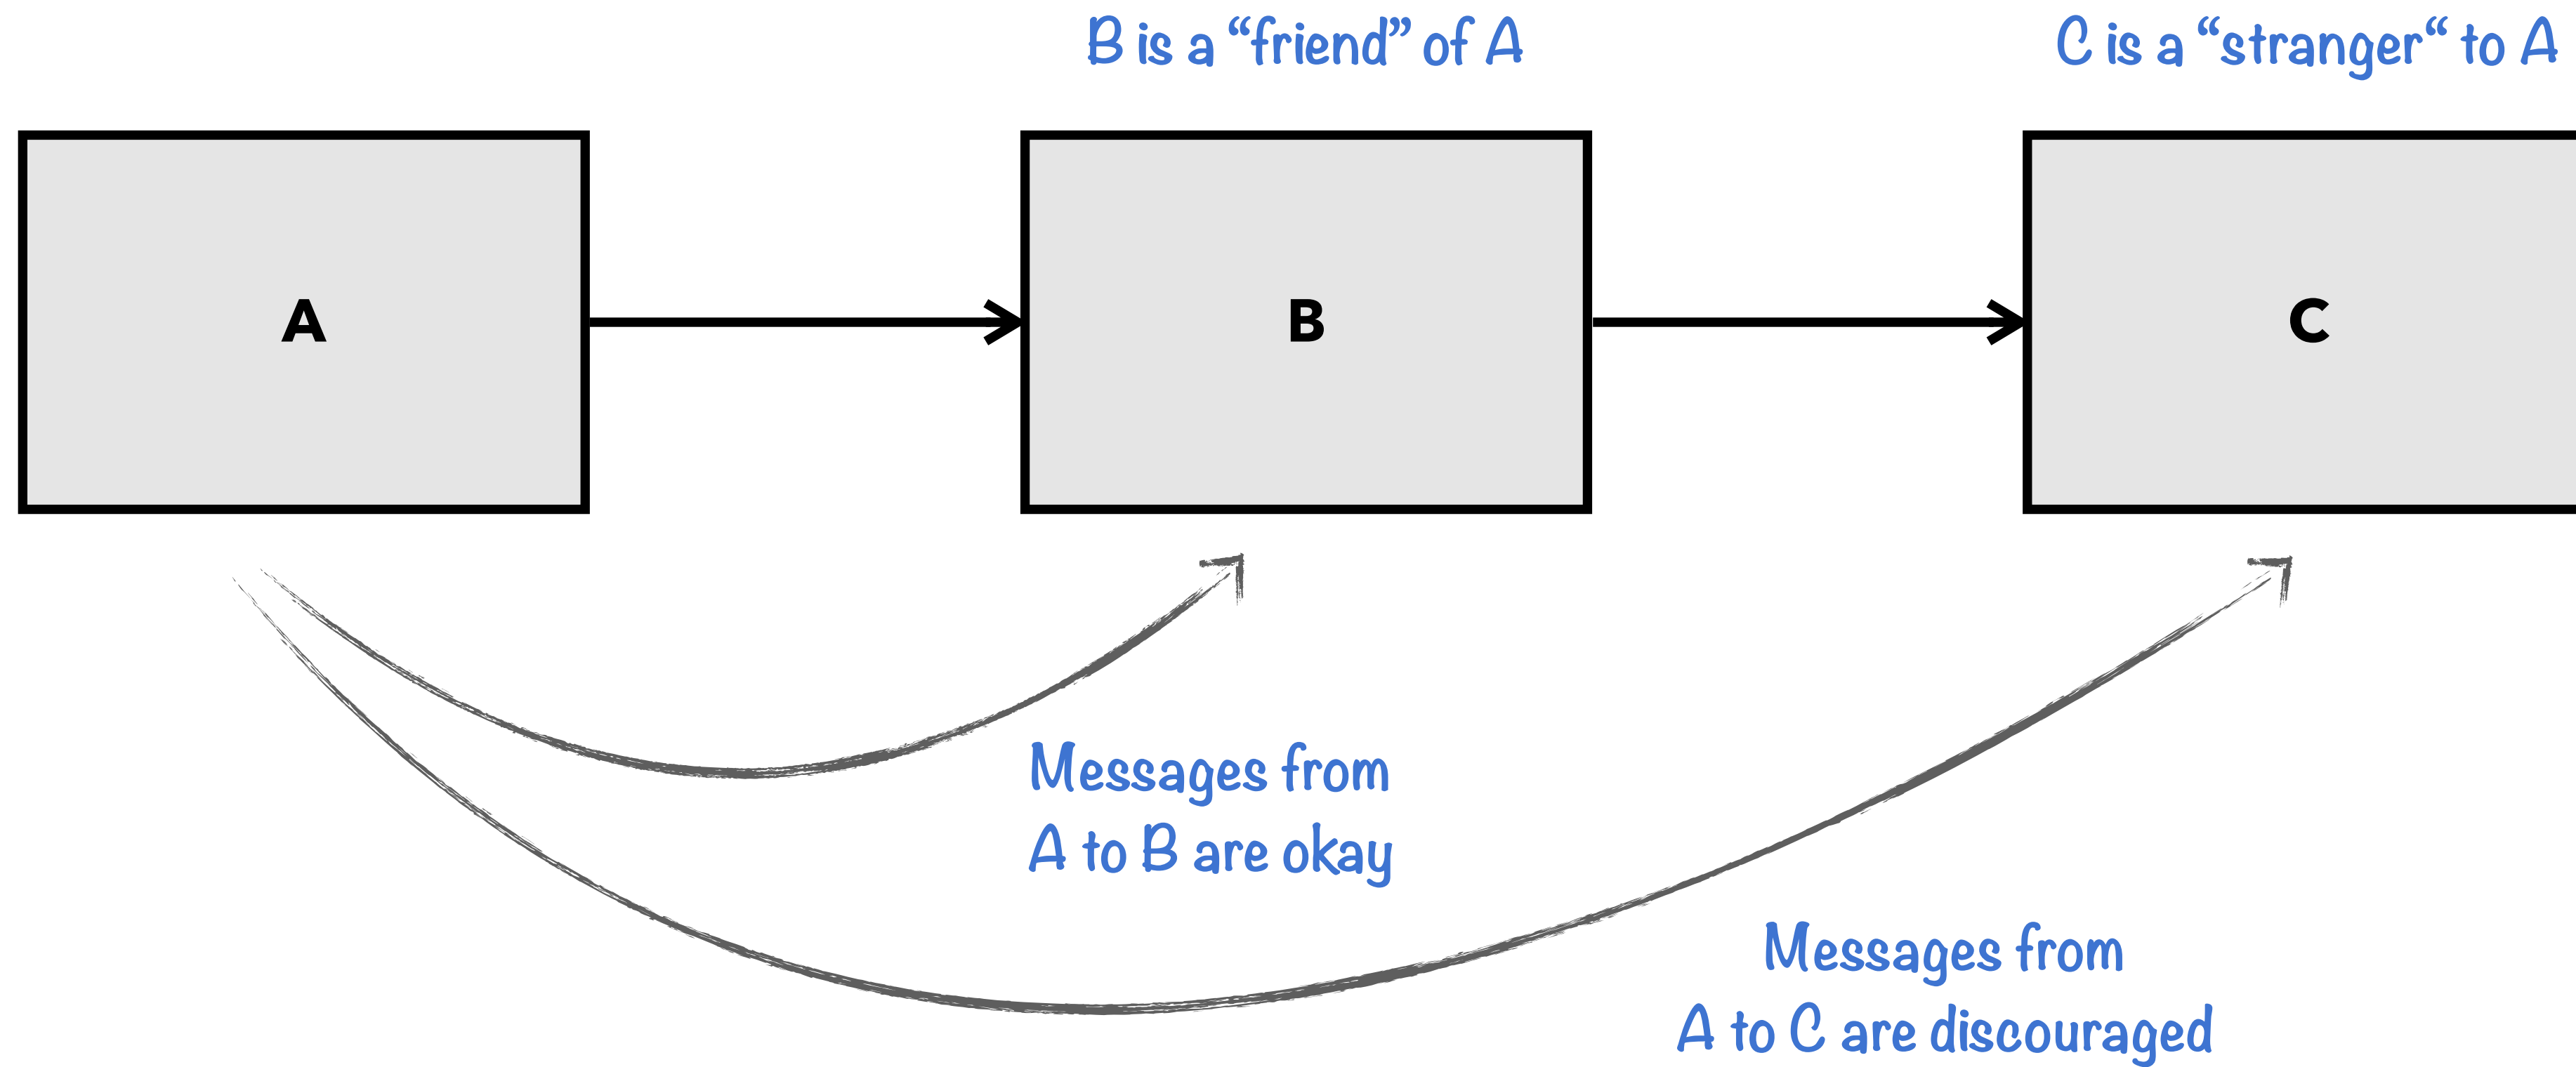 B is a “friend” of A
C is a “stranger“ to A
A
B
C
Messages from
A to B are okay
Messages from
A to C are discouraged